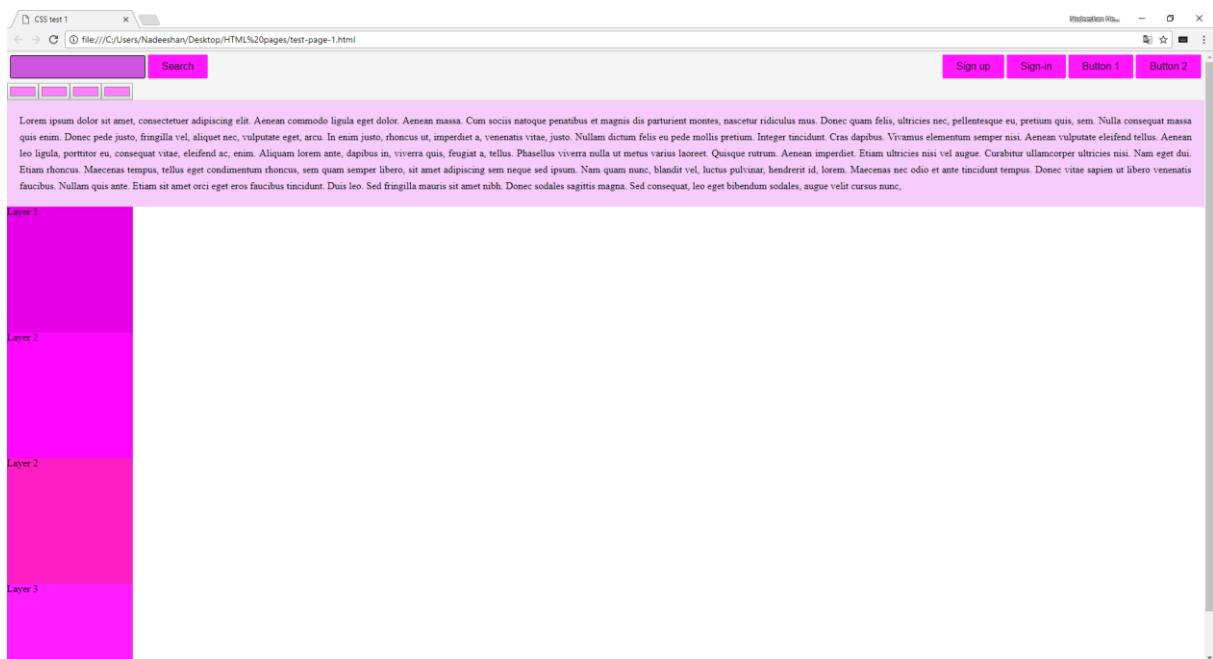 CSS test 1
file:///C:/Users/Nadeeshan/Desktop/HTML%20pages/test-page-1.html
Search Sign up Sign-in Button 1 Button 2
Lorem ipsum dolor sit amet, consectetuer adipiscing elit. Aenean commodo ligula eget dolor. Aenean massa. Cum sociis natoque penatibus et magnis dis parturient montes, nascetur ridiculus mus. Donec quam felis, ultricies nec, pellentesque eu, pretium quis, sem. Nulla consequat massa
quis enim. Donec pede justo, fringilla vel, aliquet nec, vulputate eget, arcu. In enim justo, rhoncus ut, imperdiet a, venenatis vitae, justo. Nullam dictum felis eu pede mollis pretium. Integer tincidunt. Cras dapibus. Vivamus elementum semper nisi. Aenean vulputate eleifend tellus. Aenean
leo ligula, porttitor eu, consequat vitae, eleifend ac, enim. Aliquam lorem ante, dapibus in, viverra quis, feugiat a, tellus. Phasellus viverra nulla ut metus varius laoreet. Quisque rutrum. Aenean imperdiet. Etiam ultricies nisi vel augue. Curabitur ullamcorper ultricies nisi. Nam eget dui.
Etiam rhoncus. Maecenas tempus, tellus eget condimentum rhoncus, sem quam semper libero, sit amet adipiscing sem neque sed ipsum. Nam quam nunc, blandit vel, luctus pulvinar, hendrerit id, lorem. Maecenas nec odio et ante tincidunt tempus. Donec vitae sapien ut libero venenatis
faucibus. Nullam quis ante. Etiam sit amet orci eget eros faucibus tincidunt. Duis leo. Sed fringilla mauris sit amet nibh. Donec sodales sagittis magna. Sed consequat, leo eget bibendum sodales, augue velit cursus nunc,
Layer 1
Layer 2
Layer 2
Layer 3